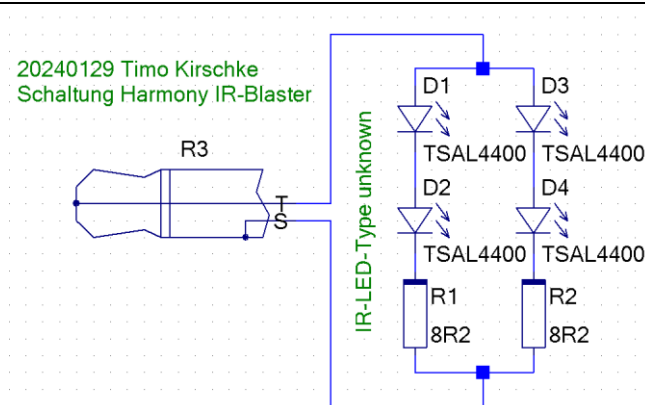 20240129 Timo Kirschke
Schaltung Harmony IR-Blaster
R3
T
S
IR-LED-Type unknown
D1
TSAL4400
D2
TSAL4400
R1
8R2
D3
TSAL4400
D4
TSAL4400
R2
8R2